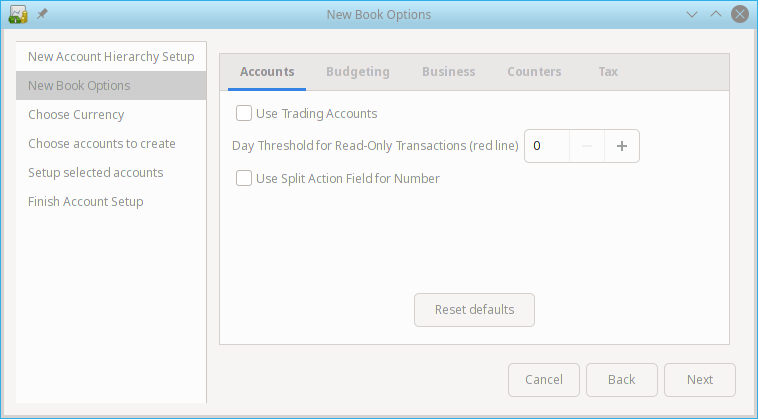 New Book Options
New Account Hierarchy Setup
New Book Options
Choose Currency
Choose accounts to create
Setup selected accounts
Finish Account Setup
Accounts Budgeting Business Counters Tax
Use Trading Accounts
Day Threshold for Read-Only Transactions (red line) 0 − +
Use Split Action Field for Number
Reset defaults
Cancel Back Next